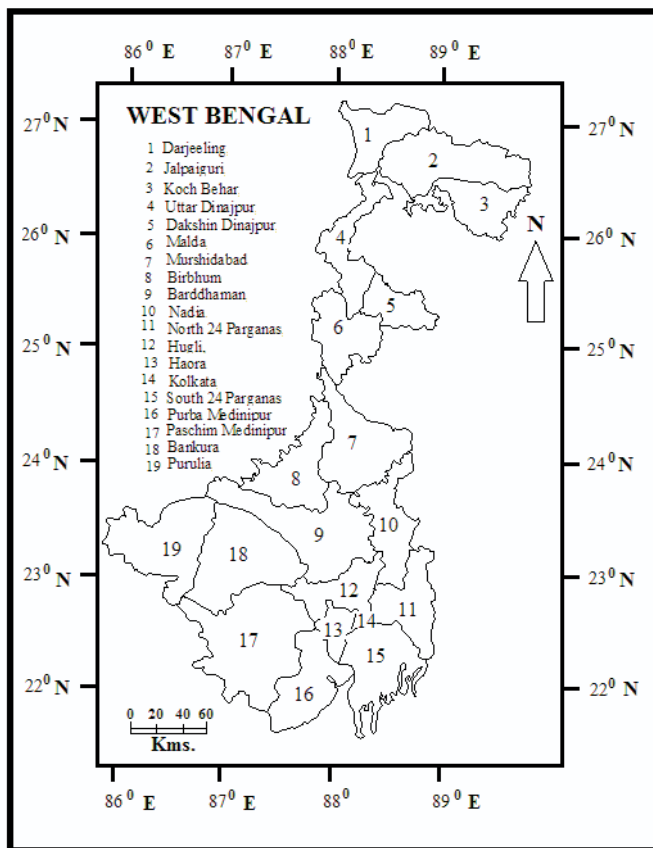 86⁰ E 87⁰ E 88⁰ E 89⁰ E
WEST BENGAL
27⁰ N
27⁰ N
1 Darjeeling
2 Jalpaiguri
3 Koch Behar
4 Uttar Dinajpur
5 Dakshin Dinajpur
6 Malda
7 Murshidabad
8 Birbhum
9 Barddhaman
10 Nadia
11 North 24 Parganas
12 Hugli,
13 Haora
14 Kolkata
15 South 24 Parganas
16 Purba Medinipur
17 Paschim Medinipur
18 Bankura
19 Purulia
1
2
3
N
4
26⁰ N
26⁰ N
5
6
25⁰ N
25⁰ N
7
24⁰ N
24⁰ N
8
9
10
19
18
23⁰ N
23⁰ N
12
11
13
14
17
15
16
22⁰ N
22⁰ N
0 20 40 60
Kms.
86⁰ E 87⁰ E 88⁰ E 89⁰ E